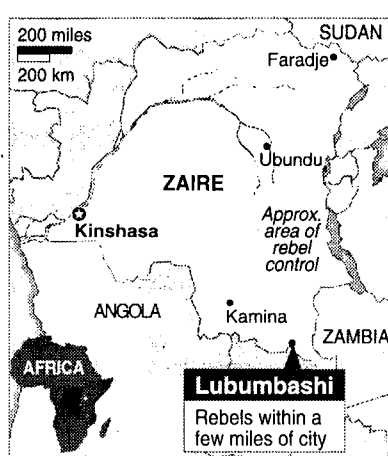 200 miles
200 km
SUDAN
Faradje
Ubundu
ZAIRE
Kinshasa
Approx.
area of
rebel
control
ANGOLA
Kamina
ZAMBIA
AFRICA
Lubumbashi
Rebels within a
few miles of city